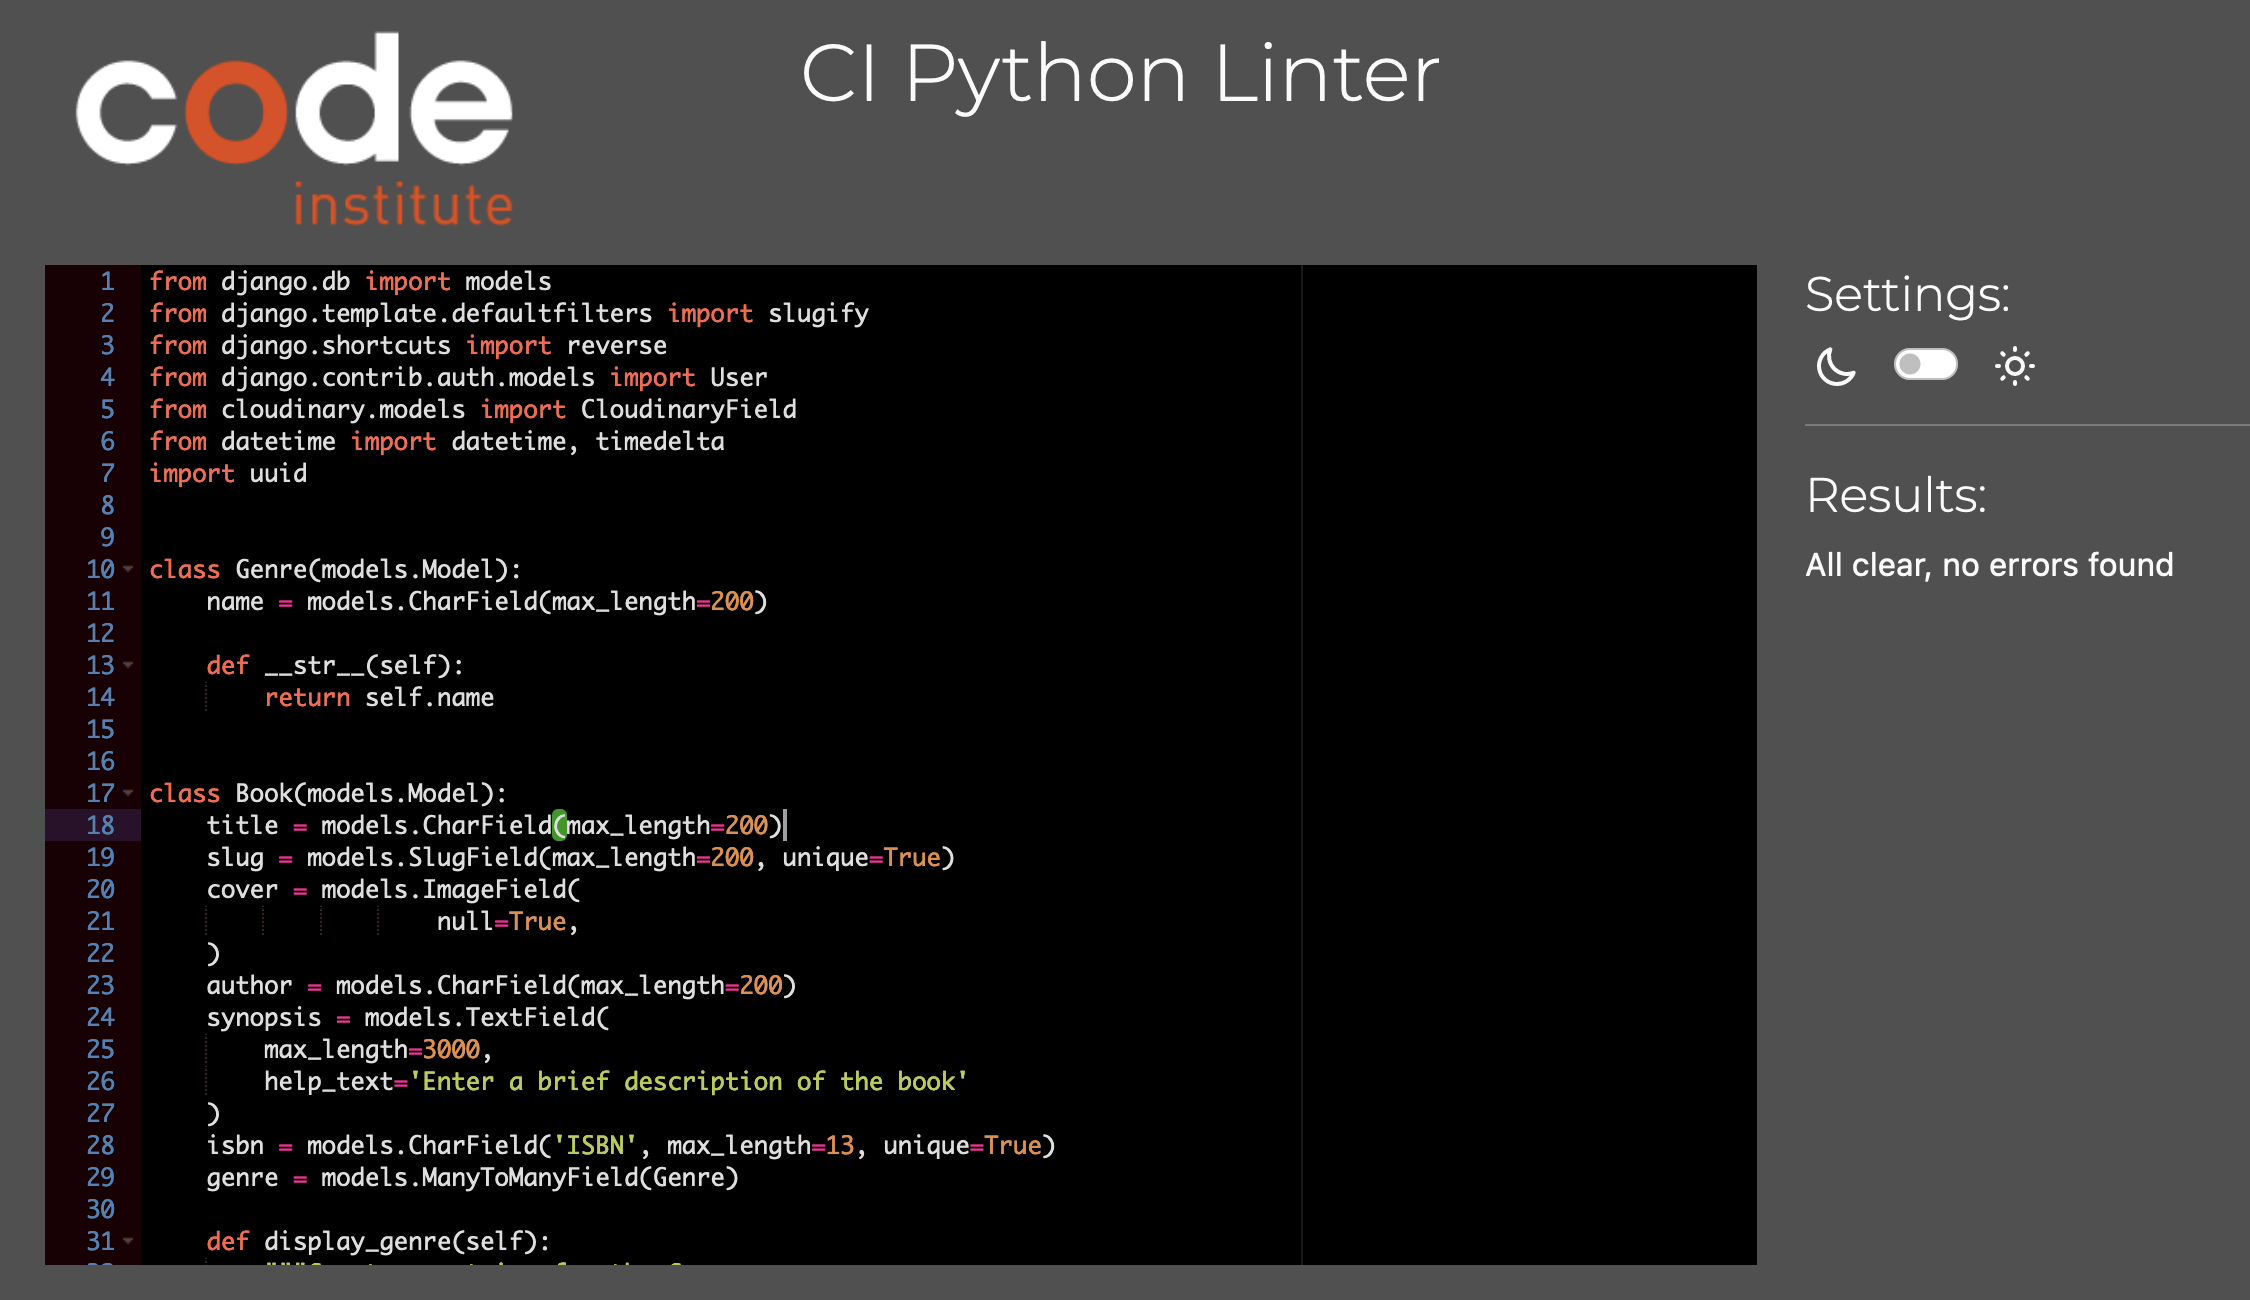 code
institute
CI Python Linter
1 from django.db import models
2 from django.template.defaultfilters import slugify
3 from django.shortcuts import reverse
4 from django.contrib.auth.models import User
5 from cloudinary.models import CloudinaryField
6 from datetime import datetime, timedelta
7 import uuid
8
9
10 class Genre(models.Model):
11     name = models.CharField(max_length=200)
12
13     def __str__(self):
14         return self.name
15
16
17 class Book(models.Model):
18     title = models.CharField(max_length=200)
19     slug = models.SlugField(max_length=200, unique=True)
20     cover = models.ImageField(
21                     null=True,
22     )
23     author = models.CharField(max_length=200)
24     synopsis = models.TextField(
25         max_length=3000,
26         help_text='Enter a brief description of the book'
27     )
28     isbn = models.CharField('ISBN', max_length=13, unique=True)
29     genre = models.ManyToManyField(Genre)
30
31     def display_genre(self):
Settings:
Results:
All clear, no errors found